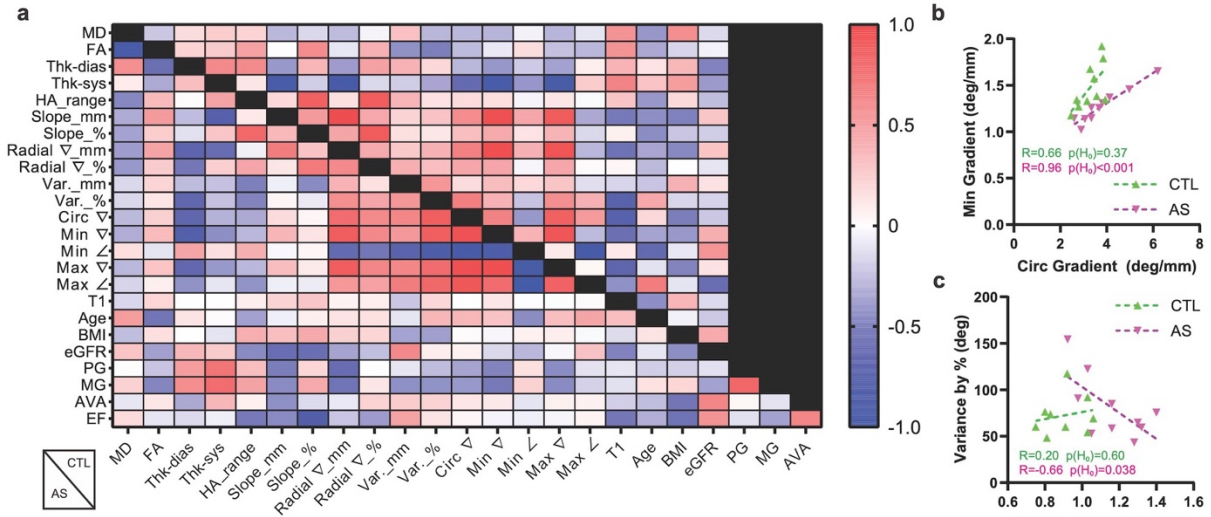 a
MD
FA
Thk-dias
Thk-sys
HA_range
Slope_mm
Slope_%
Radial ∇_mm
Radial ∇_%
Var._mm
Var._%
Circ ∇
Min ∇
Min ∠
Max ∇
Max ∠
T1
Age
BMI
eGFR
PG
MG
AVA
EF
MD
FA
Thk-dias
Thk-sys
HA_range
Slope_mm
Slope_%
Radial ∇_mm
Radial ∇_%
Var._mm
Var._%
Circ ∇
Min ∇
Min ∠
Max ∇
Max ∠
T1
Age
BMI
eGFR
PG
MG
AVA
CTL
AS
1.0
0.5
0
-0.5
-1.0
b
Min Gradient (deg/mm)
2.0
1.5
1.0
0.5
0.0
R=0.66 p(H₀)=0.37
R=0.96 p(H₀)<0.001
CTL
AS
0 2 4 6 8
Circ Gradient (deg/mm)
c
Variance by % (deg)
200
150
100
50
0
CTL
AS
R=0.20 p(H₀)=0.60
R=-0.66 p(H₀)=0.038
0.6 0.8 1.0 1.2 1.4 1.6